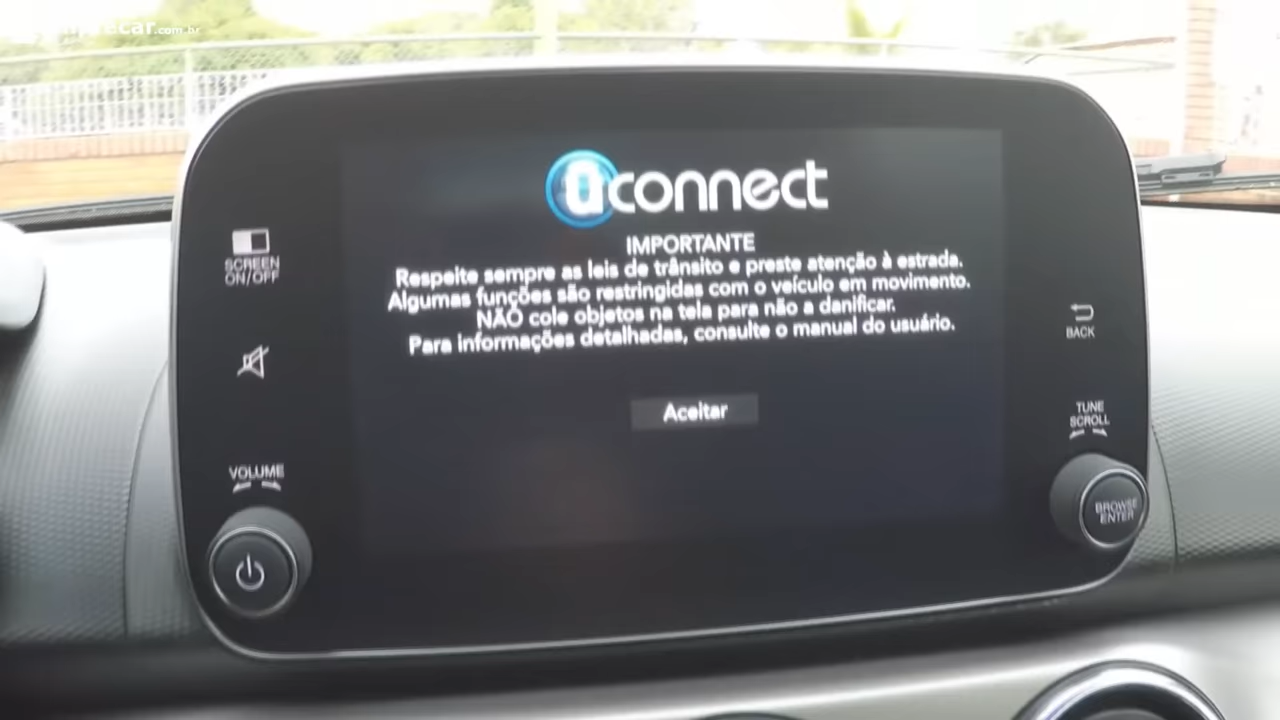 uconnect
IMPORTANTE
Respeite sempre as leis de trânsito e preste atenção à estrada.
Algumas funções são restringidas com o veículo em movimento.
NÃO cole objetos na tela para não a danificar.
Para informações detalhadas, consulte o manual do usuário.
Aceitar
SCREEN
ON/OFF
VOLUME
BACK
TUNE
SCROLL
BROWSE
ENTER